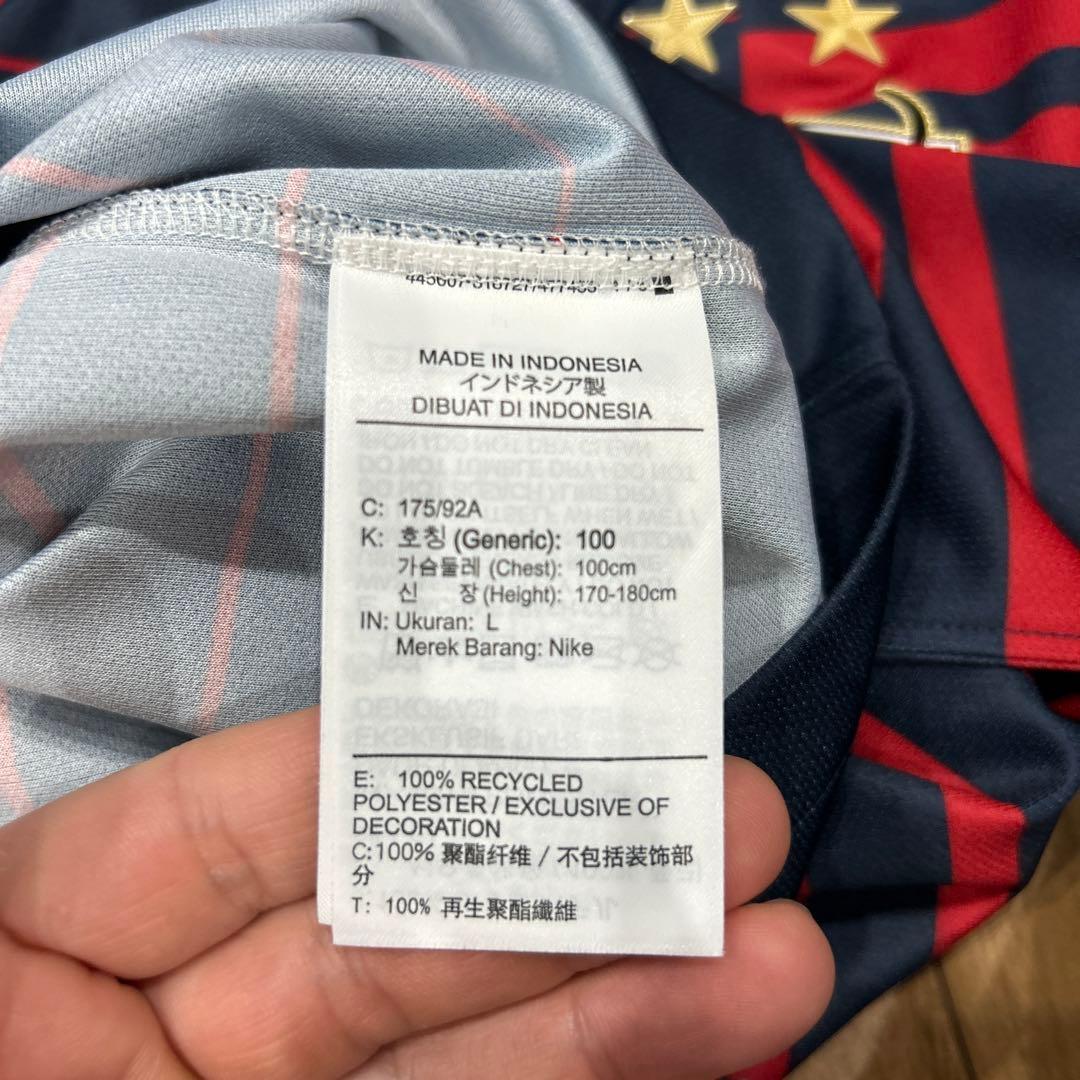 MADE IN INDONESIA
インドネシア製
DIBUAT DI INDONESIA
C: 175/92A
K: 호칭 (Generic): 100
가슴둘레 (Chest): 100cm
신 장 (Height): 170-180cm
IN: Ukuran: L
Merek Barang: Nike
E: 100% RECYCLED
POLYESTER / EXCLUSIVE OF
DECORATION
C:100% 聚酯纤维 / 不包括装饰部
分
T: 100% 再生聚酯纖維